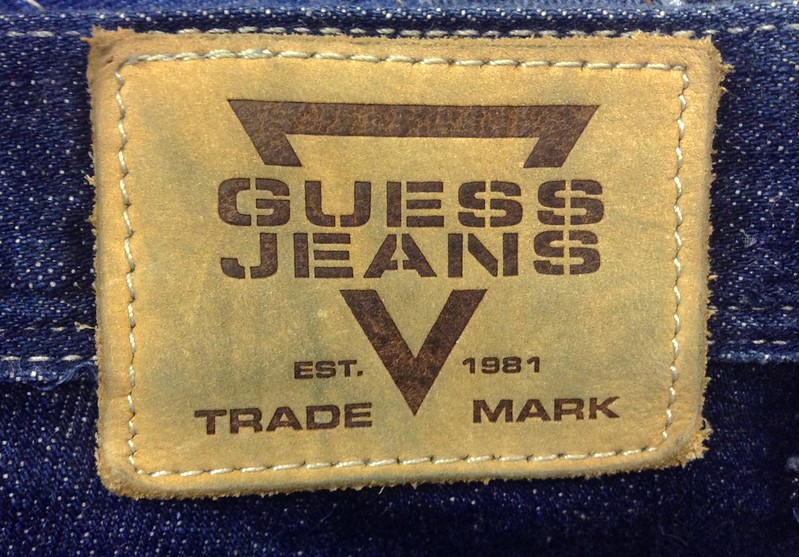 GUESS
JEANS
EST. 1981
TRADE MARK